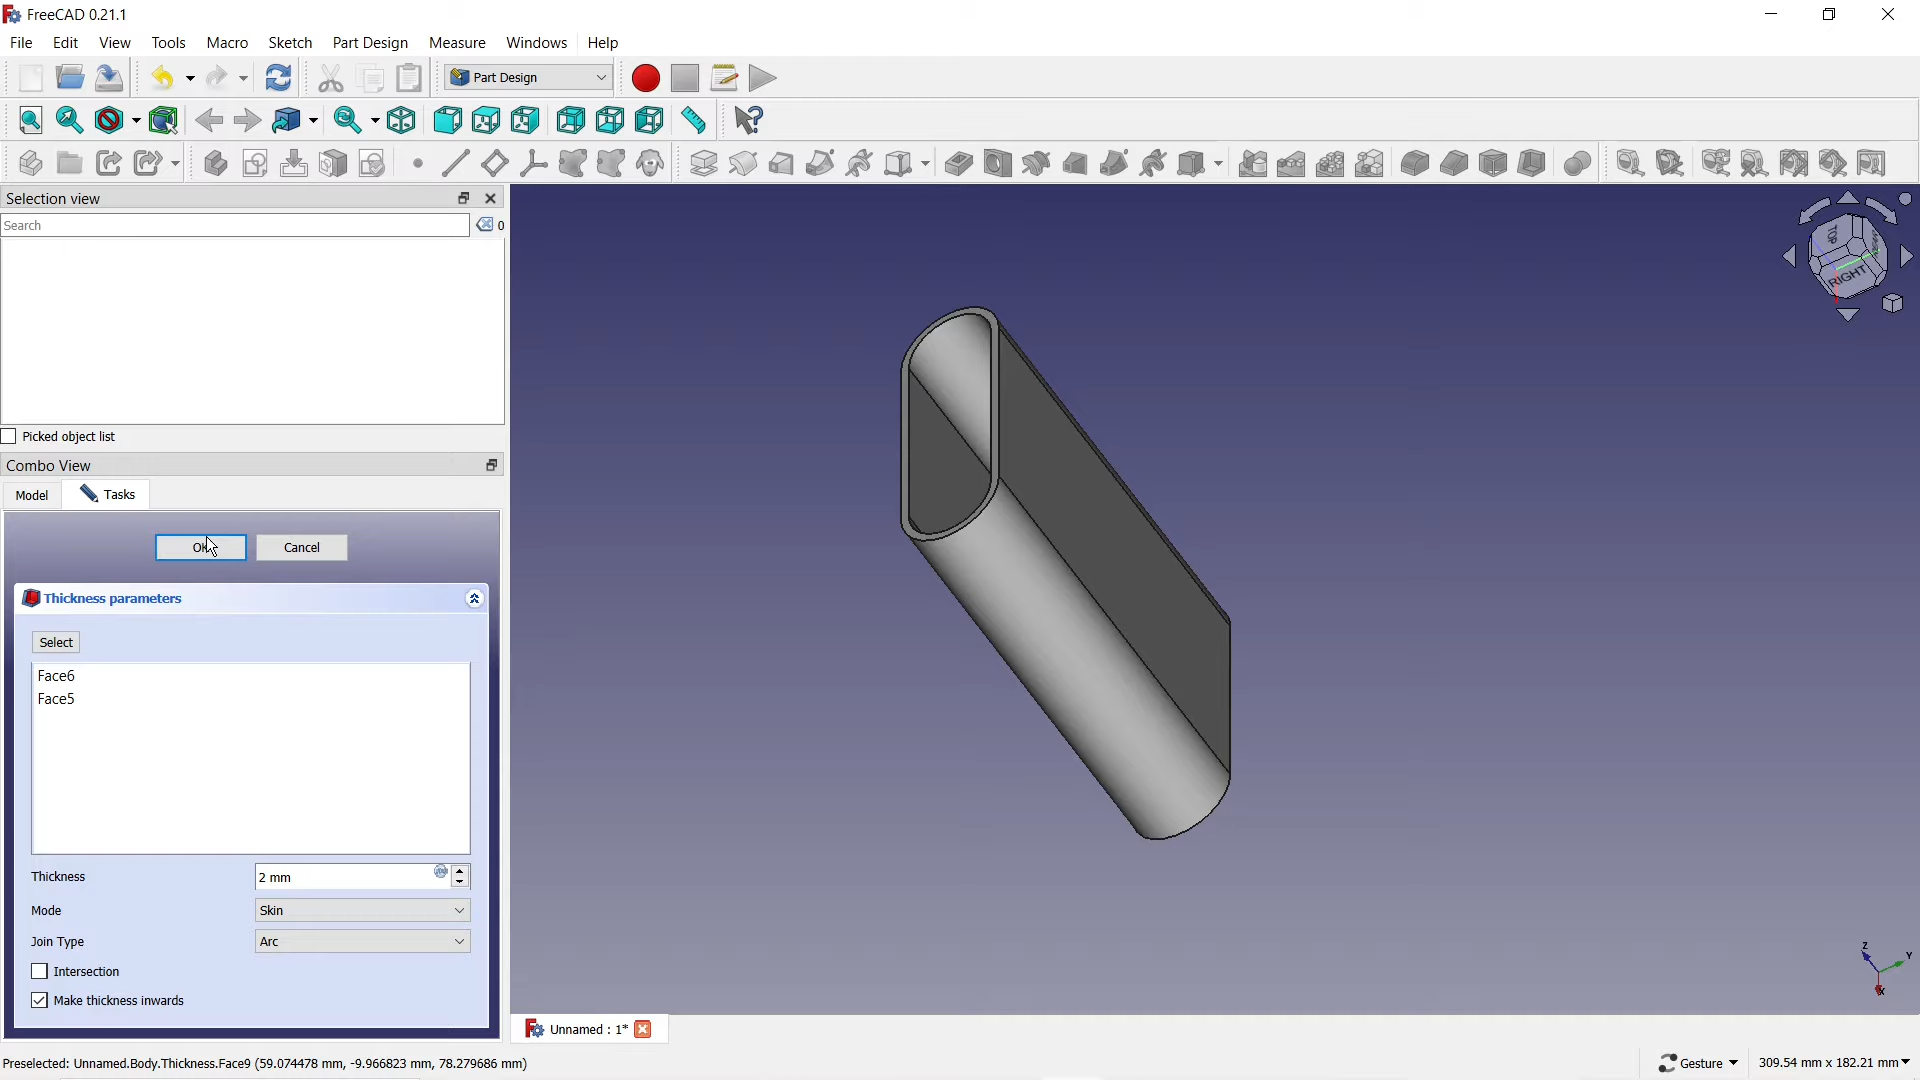 FreeCAD 0.21.1
File Edit View Tools Macro Sketch Part Design Measure Windows Help
Part Design
Selection view
Search
0
Picked object list
Combo View
Model Tasks
OK Cancel
Thickness parameters
Select
Face6
Face5
Thickness 2 mm
Mode Skin
Join Type Arc
Intersection
Make thickness inwards
TOP
RIGHT
Z
Y
X
Unnamed : 1*
Preselected: Unnamed.Body.Thickness.Face9 (59.074478 mm, -9.966823 mm, 78.279686 mm)
Gesture 309.54 mm x 182.21 mm